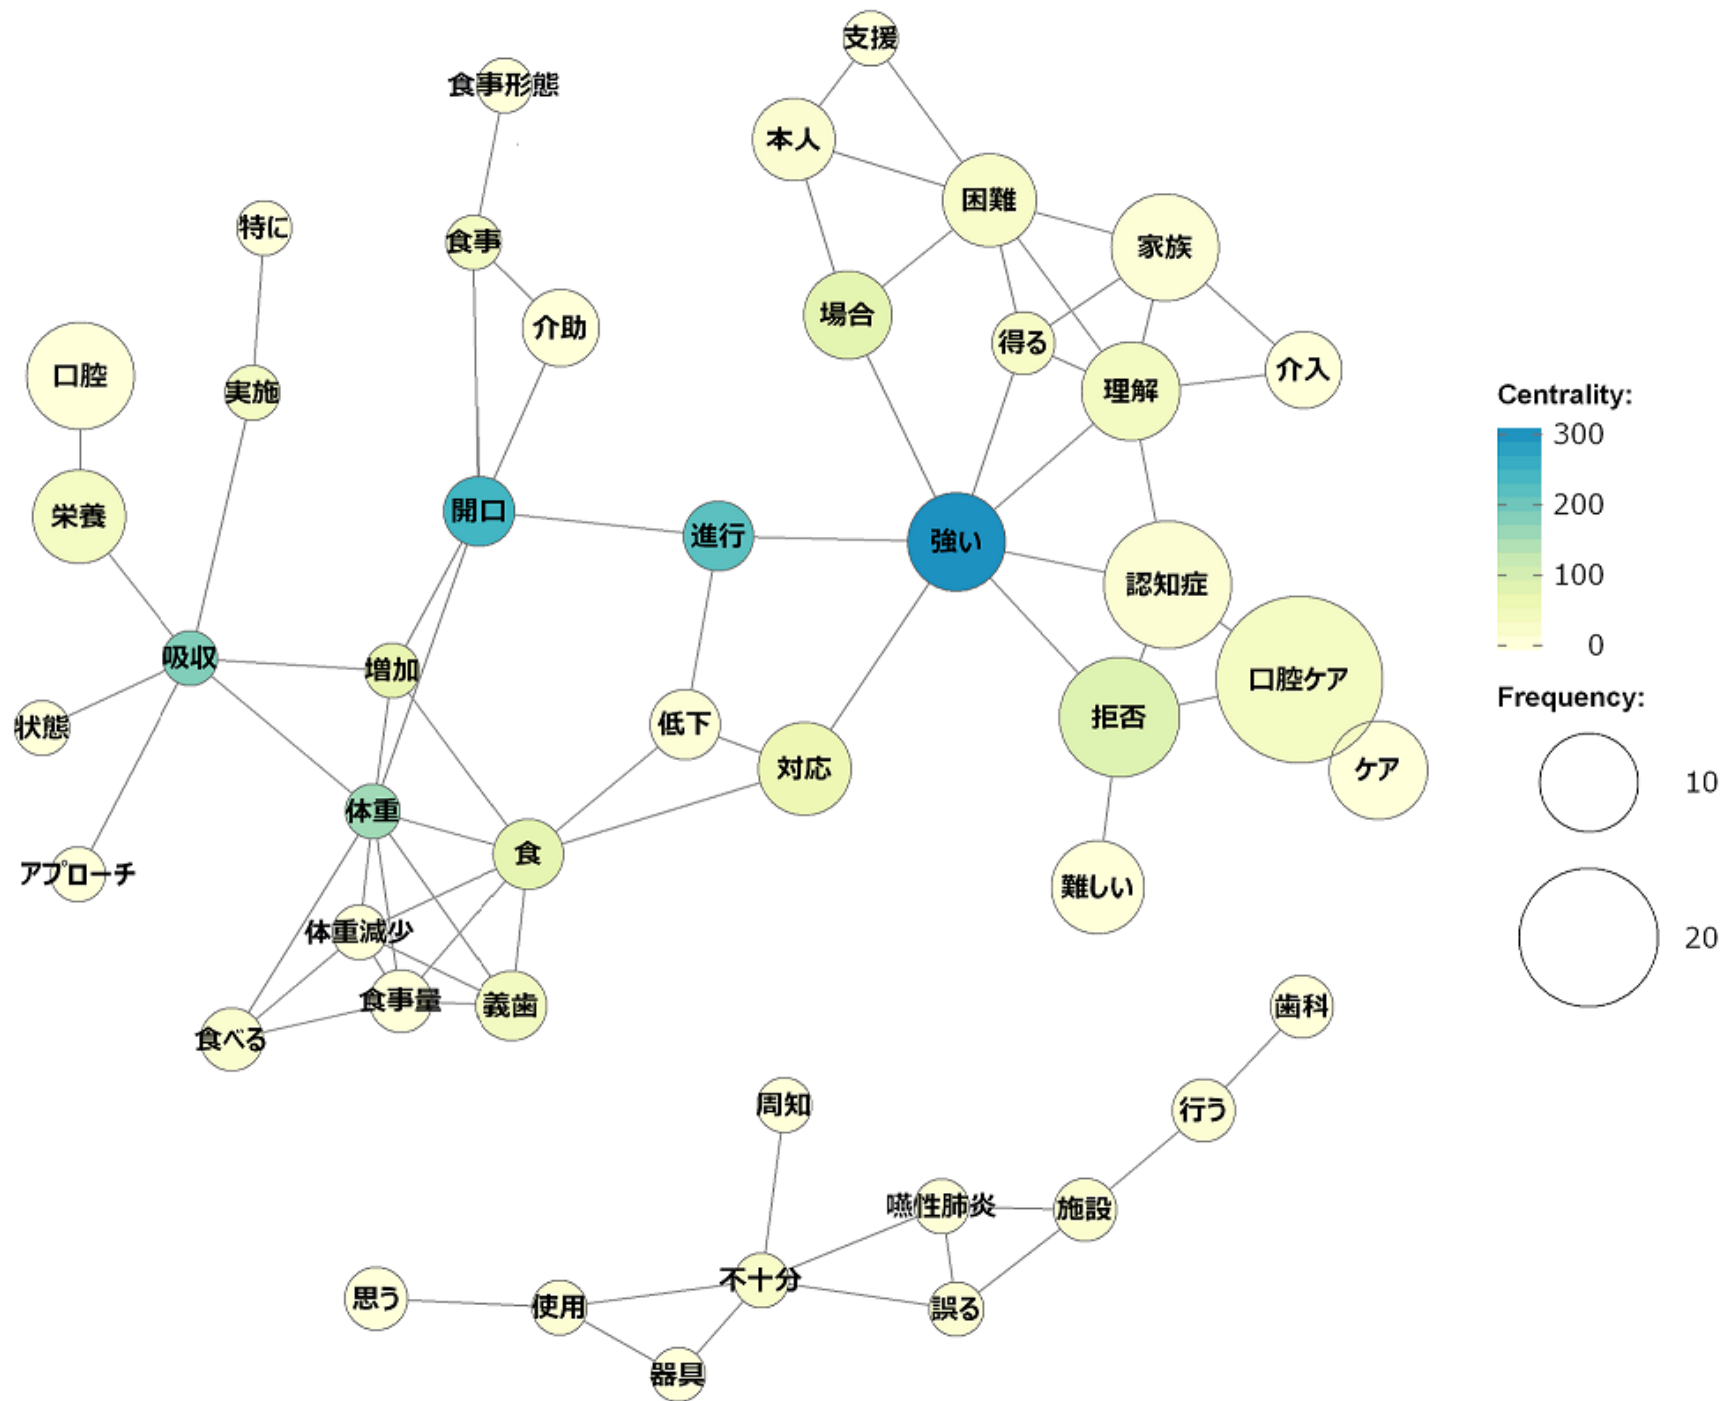 支援
食事形態
本人
困難
特に
食事
家族
介助
場合
得る
介入
口腔
実施
理解
栄養
開口
進行
強い
認知症
吸収
増加
口腔ケア
状態
低下
拒否
対応
ケア
体重
アプローチ
食
難しい
体重減少
食事量
義歯
食べる
歯科
周知
行う
嚥性肺炎
施設
不十分
思う
使用
誤る
器具
Centrality:
300
200
100
0
Frequency:
10
20